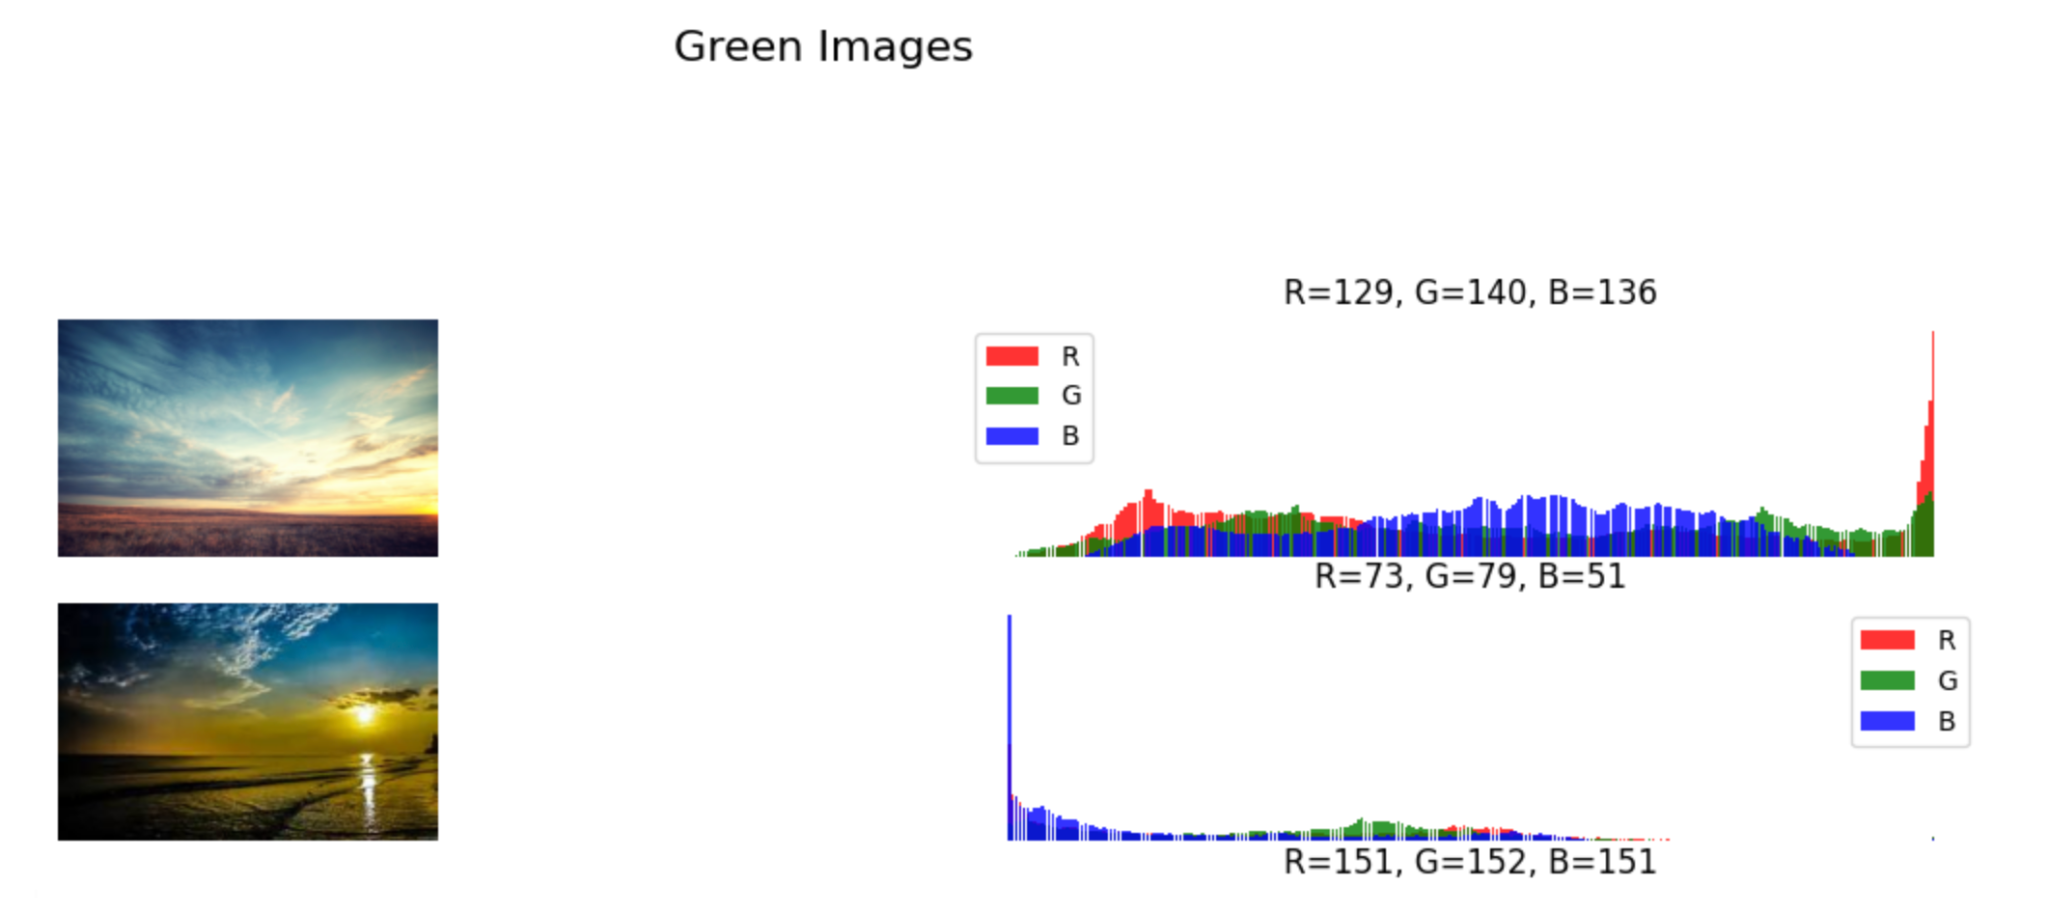 Green Images
R=129, G=140, B=136
R
G
B
R=73, G=79, B=51
R
G
B
R=151, G=152, B=151